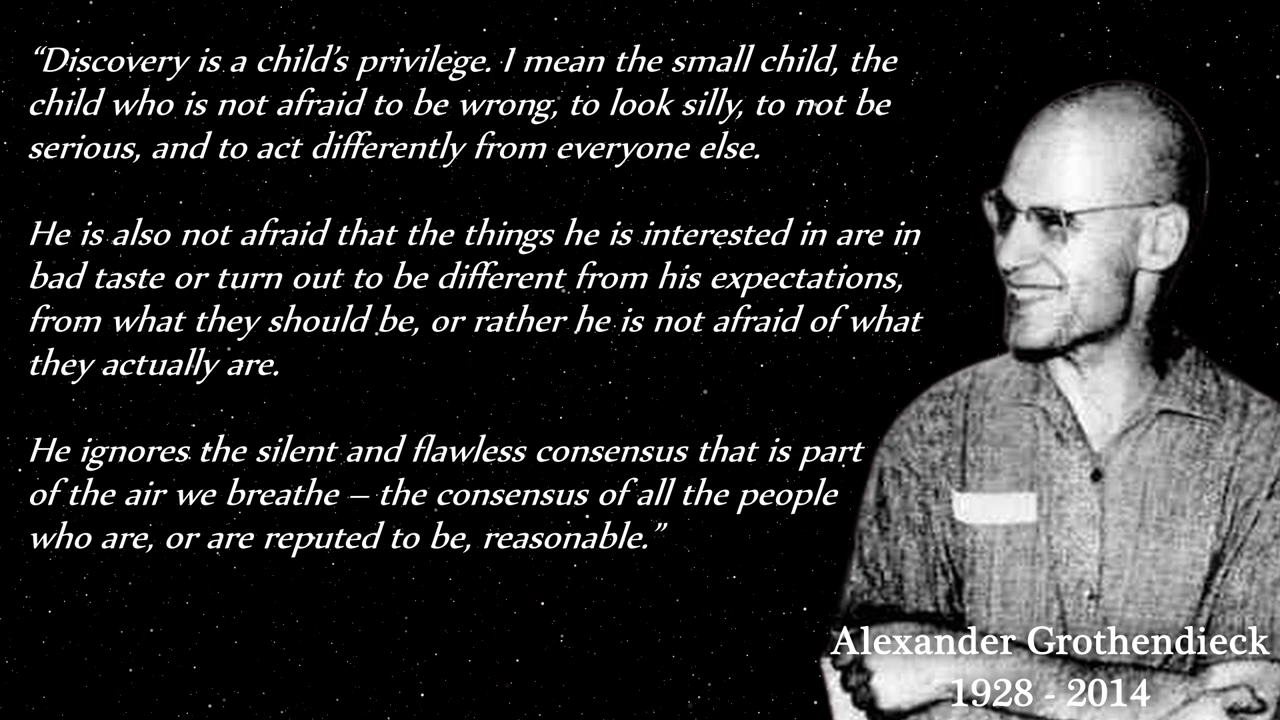 “Discovery is a child’s privilege. I mean the small child, the
child who is not afraid to be wrong, to look silly, to not be
serious, and to act differently from everyone else.
He is also not afraid that the things he is interested in are in
bad taste or turn out to be different from his expectations,
from what they should be, or rather he is not afraid of what
they actually are.
He ignores the silent and flawless consensus that is part
of the air we breathe – the consensus of all the people
who are, or are reputed to be, reasonable.”
Alexander Grothendieck
1928 - 2014